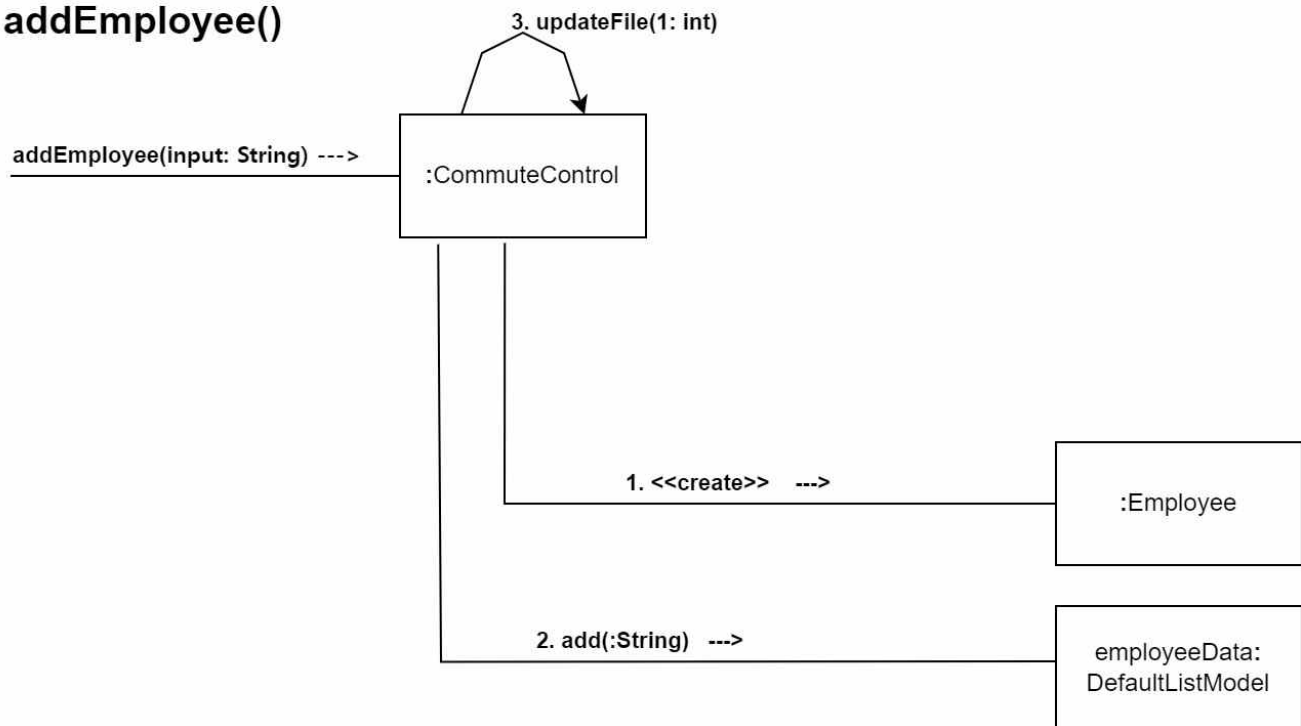 addEmployee()
3. updateFile(1: int)
addEmployee(input: String) --->
:CommuteControl
1. <<create>> --->
:Employee
2. add(:String) --->
employeeData:
DefaultListModel